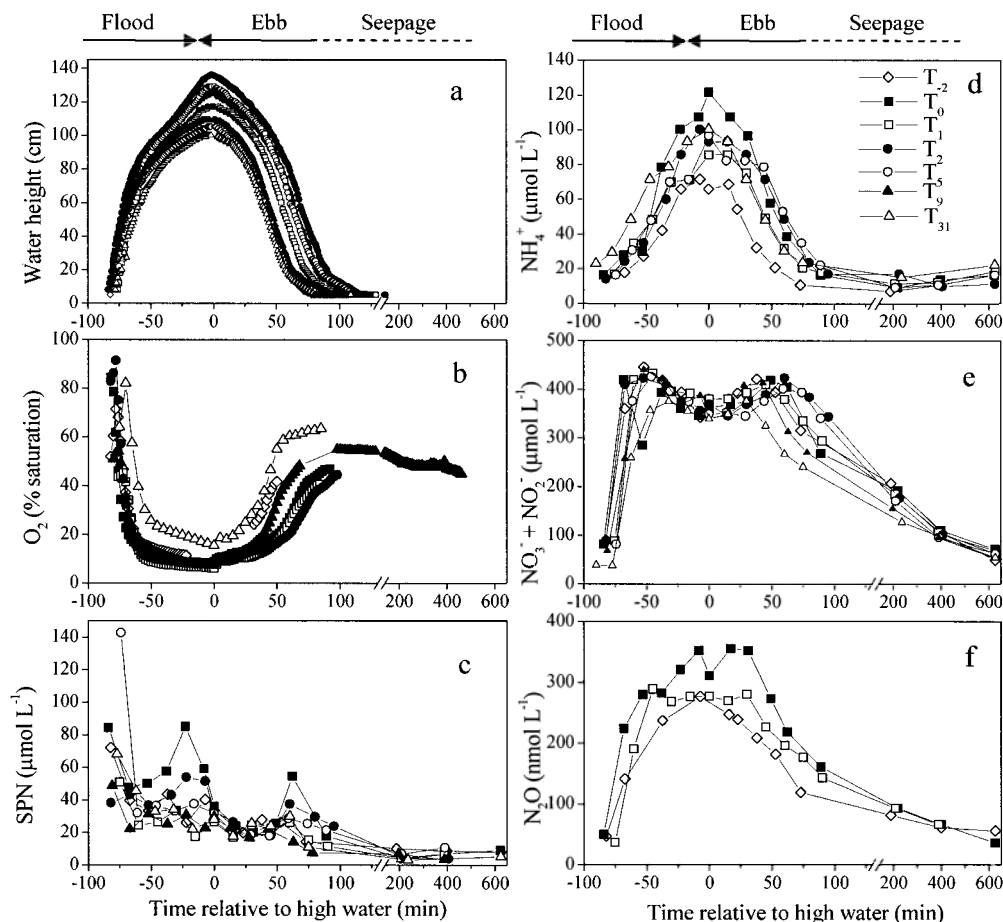 Flood Ebb Seepage
Flood Ebb Seepage
a
Water height (cm)
140
120
100
80
60
40
20
0
-100 -50 0 50 100 200 400 600
b
O₂ (% saturation)
100
80
60
40
20
0
-100 -50 0 50 100 200 400 600
c
SPN (μmol L⁻¹)
140
120
100
80
60
40
20
0
-100 -50 0 50 100 200 400 600
Time relative to high water (min)
d
NH₄⁺ (μmol L⁻¹)
140
120
100
80
60
40
20
0
-100 -50 0 50 100 200 400 600
T₋₂
T₀
T₁
T₂
T₅
T₉
T₃₁
e
NO₃⁻ + NO₂⁻ (μmol L⁻¹)
500
400
300
200
100
0
-100 -50 0 50 100 200 400 600
f
N₂O (nmol L⁻¹)
400
300
200
100
0
-100 -50 0 50 100 200 400 600
Time relative to high water (min)